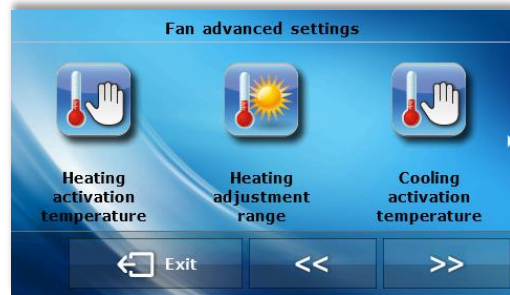 Fan advanced settings
Heating
activation
temperature
Heating
adjustment
range
Cooling
activation
temperature
Exit
<<
>>